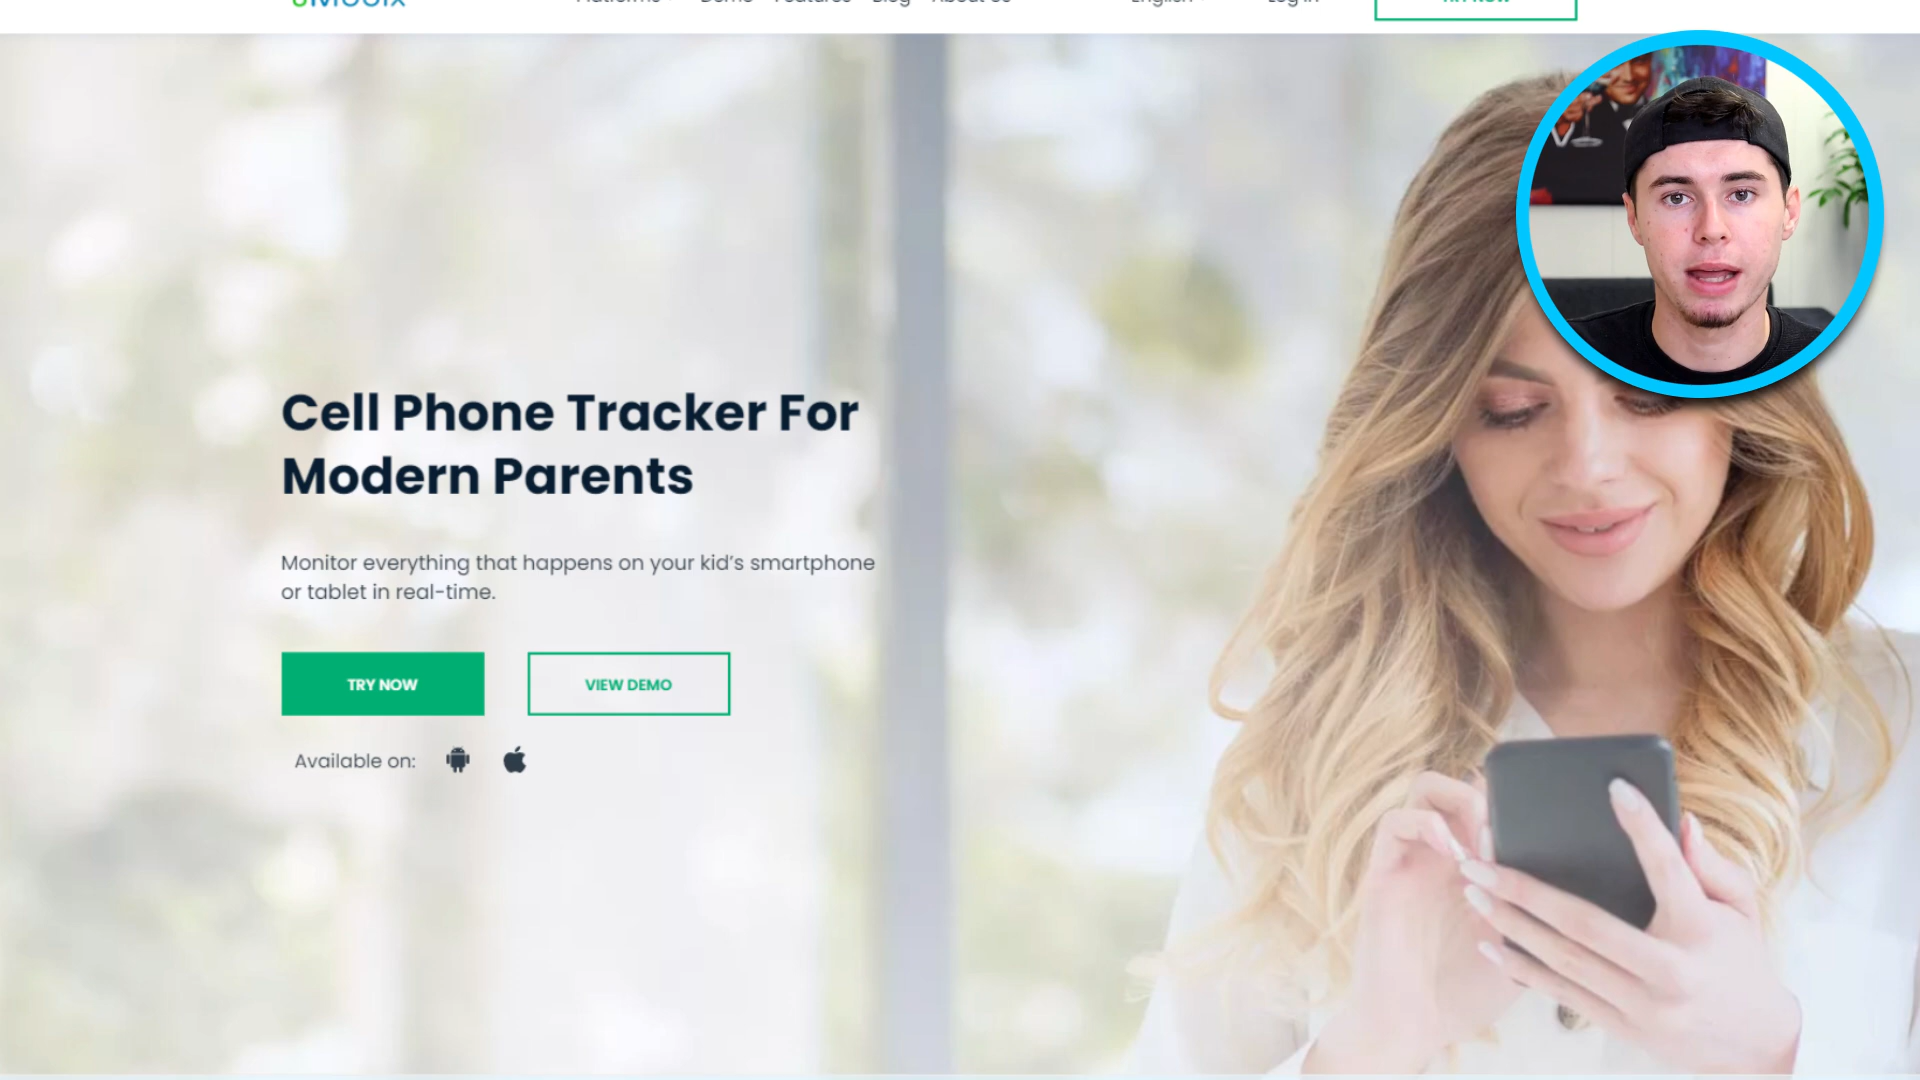 Cell Phone Tracker For
Modern Parents
Monitor everything that happens on your kid's smartphone
or tablet in real-time.
TRY NOW
VIEW DEMO
Available on: